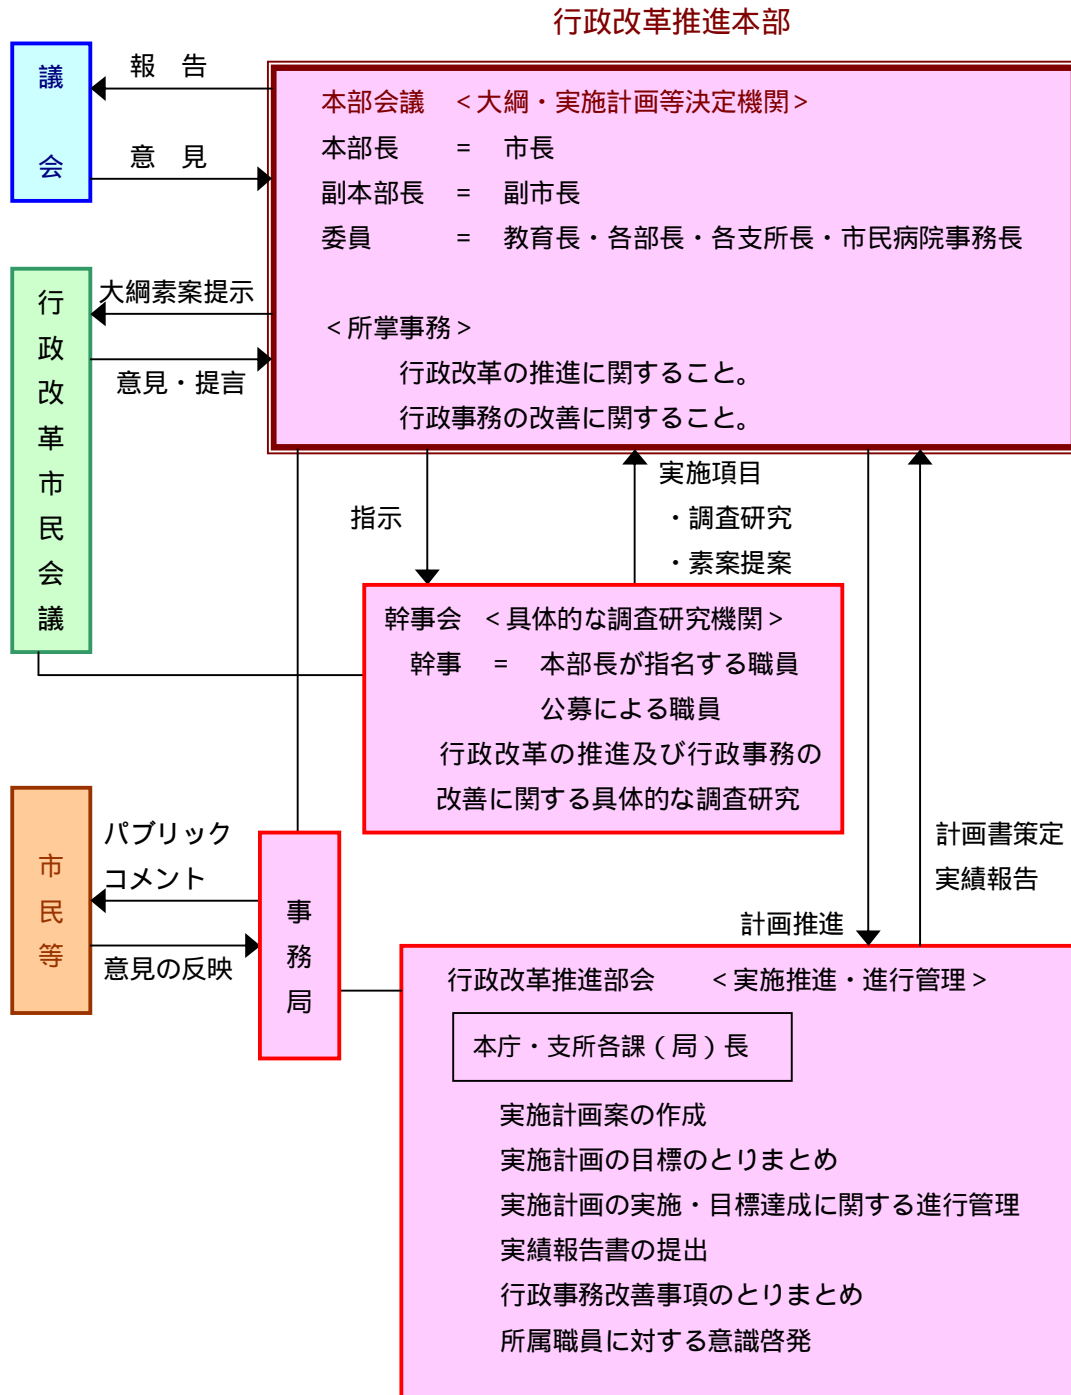 行政改革推進本部
議会
報　告
意　見
本部会議　＜大綱・実施計画等決定機関＞
本部長　＝　市長
副本部長　＝　副市長
委員　＝　教育長・各部長・各支所長・市民病院事務長
＜所掌事務＞
行政改革の推進に関すること。
行政事務の改善に関すること。
行政改革市民会議
大綱素案提示
意見・提言
指示
実施項目
・調査研究
・素案提案
幹事会　＜具体的な調査研究機関＞
幹事　＝　本部長が指名する職員
公募による職員
行政改革の推進及び行政事務の
改善に関する具体的な調査研究
市民等
パブリック
コメント
意見の反映
事務局
計画推進
計画書策定
実績報告
行政改革推進部会　＜実施推進・進行管理＞
本庁・支所各課（局）長
実施計画案の作成
実施計画の目標のとりまとめ
実施計画の実施・目標達成に関する進行管理
実績報告書の提出
行政事務改善事項のとりまとめ
所属職員に対する意識啓発